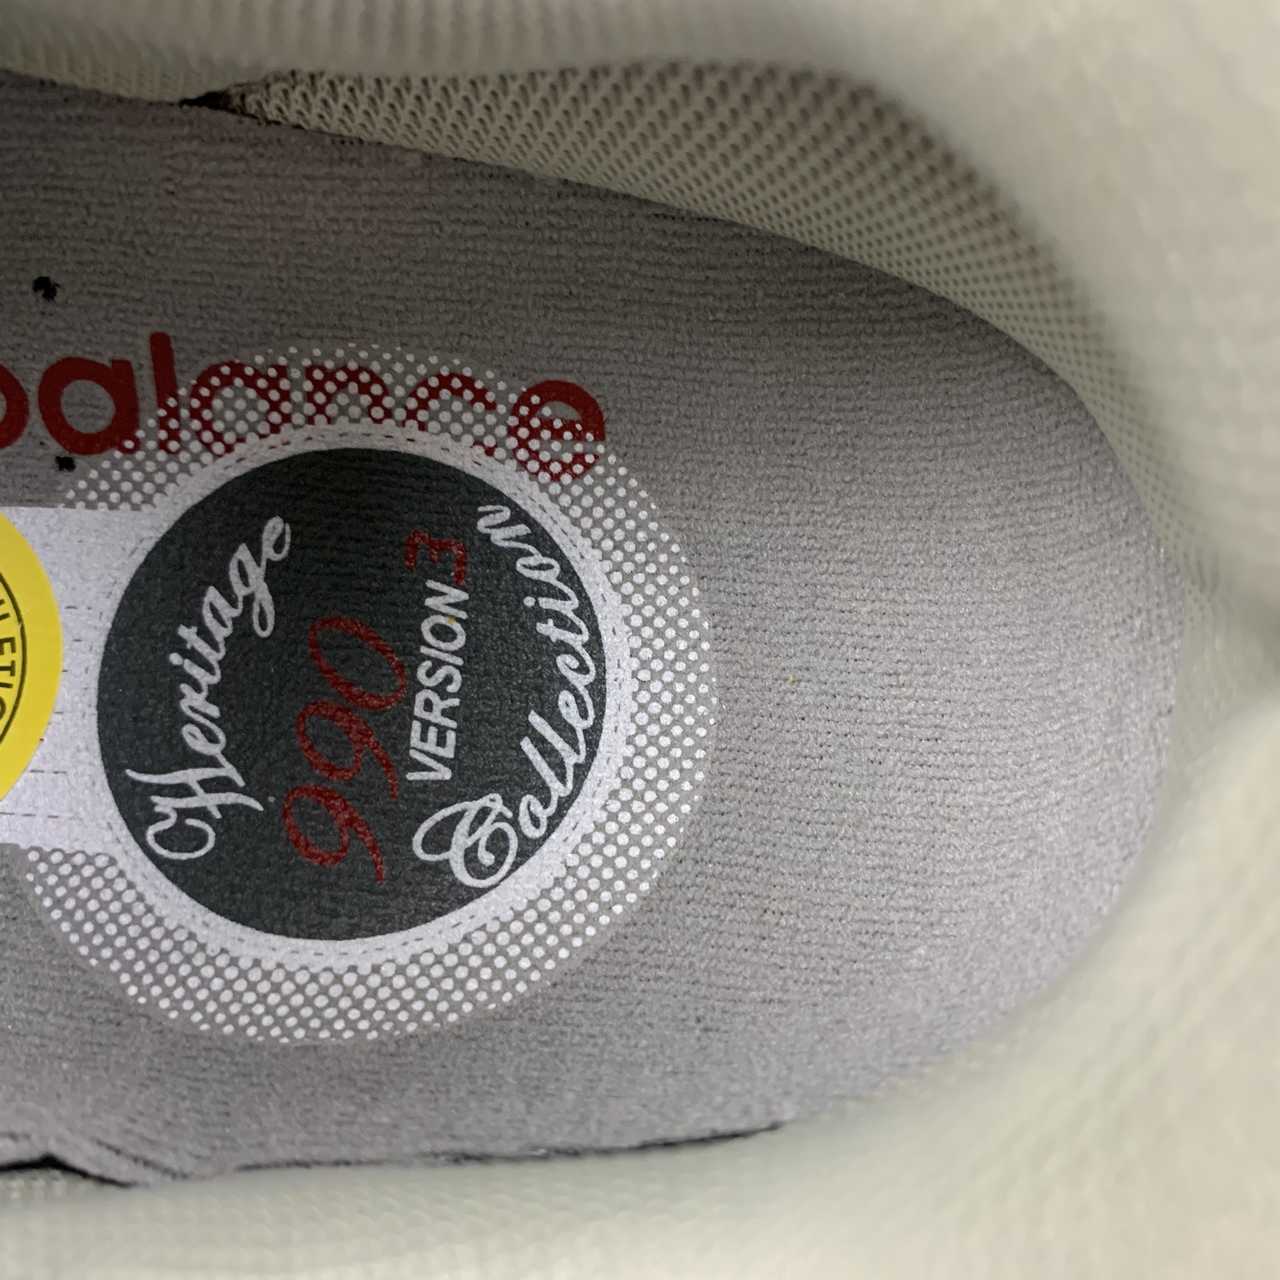 balance
Heritage
990
VERSION 3
Collection